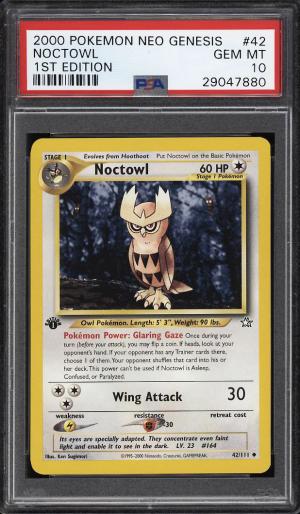 2000 POKEMON NEO GENESIS #42
NOCTOWL GEM MT
1ST EDITION 10
PSA
29047880
STAGE 1 Evolves from Hoothoot Put Noctowl on the Basic Pokémon
Noctowl 60 HP
Stage 1 Pokémon
Owl Pokémon. Length: 5' 3", Weight: 90 lbs.
Pokémon Power: Glaring Gaze Once during your
turn (before your attack), you may flip a coin. If heads, look at your
opponent's hand. If your opponent has any Trainer cards there,
choose 1 of them. Your opponent shuffles that card into his or
her deck. This power can't be used if Noctowl is Asleep,
Confused, or Paralyzed.
Wing Attack 30
weakness resistance retreat cost
30
Its eyes are specially adapted. They concentrate even faint
light and enable it to see in the dark. LV. 23 #164
Illus. Ken Sugimori ©1995-2000 Nintendo, Creatures, GAMEFREAK. 42/111